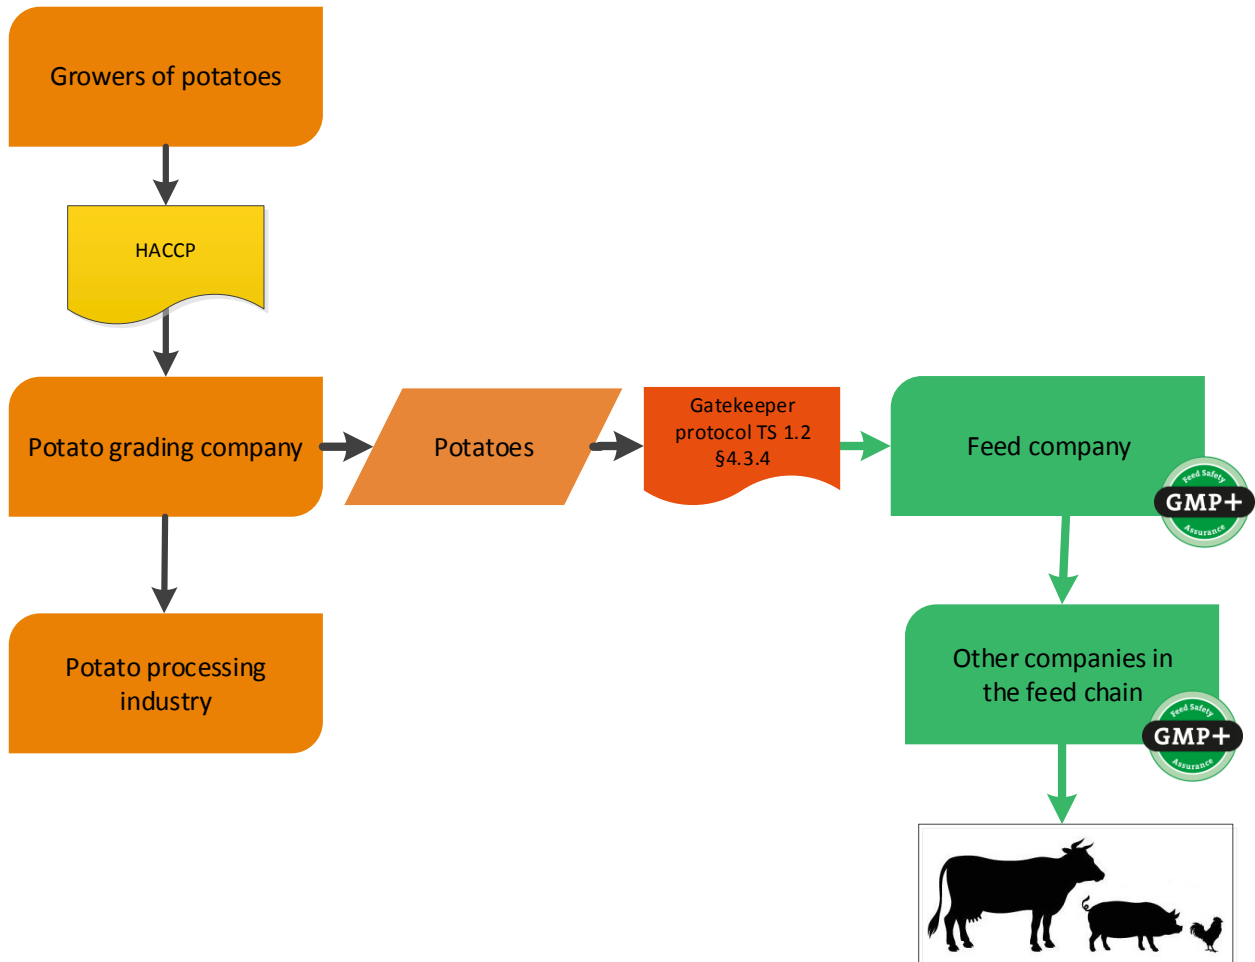 Growers of potatoes
HACCP
Potato grading company
Potatoes
Gatekeeper
protocol TS 1.2
§4.3.4
Feed company
Feed Safety
GMP+
Assurance
Potato processing
industry
Other companies in
the feed chain
Feed Safety
GMP+
Assurance